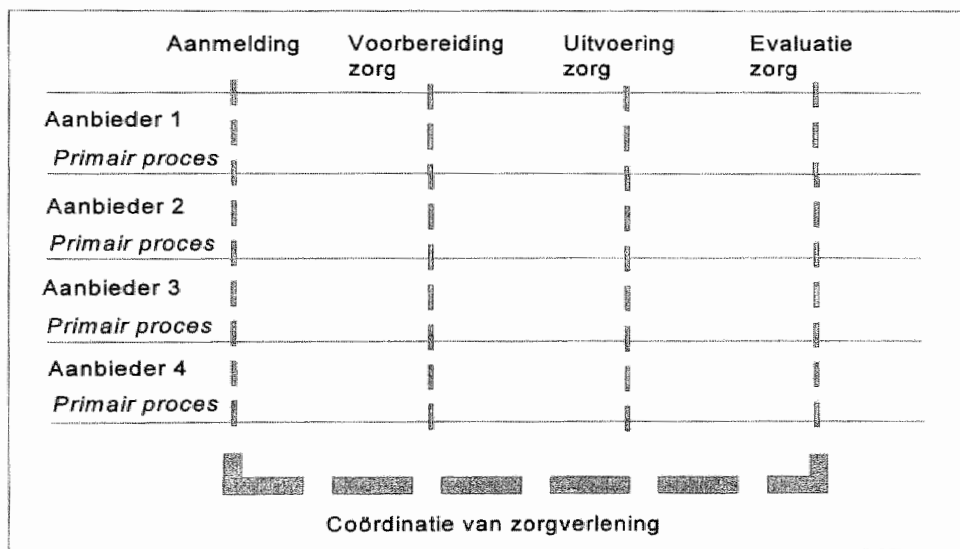 Aanmelding Voorbereiding Uitvoering Evaluatie
zorg zorg zorg
Aanbieder 1
Primair proces
Aanbieder 2
Primair proces
Aanbieder 3
Primair proces
Aanbieder 4
Primair proces
Coördinatie van zorgverlening